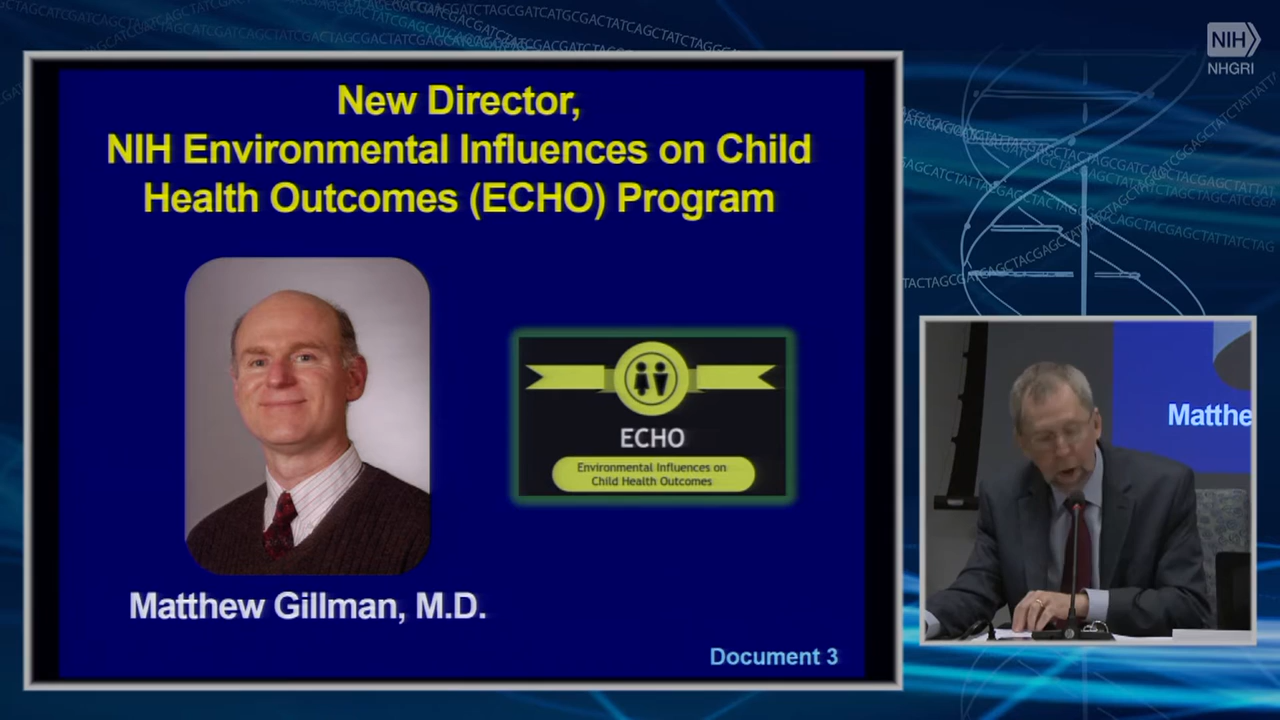 New Director,
NIH Environmental Influences on Child
Health Outcomes (ECHO) Program
ECHO
Environmental Influences on
Child Health Outcomes
Matthew Gillman, M.D.
Document 3
NIH
NHGRI
Matthe